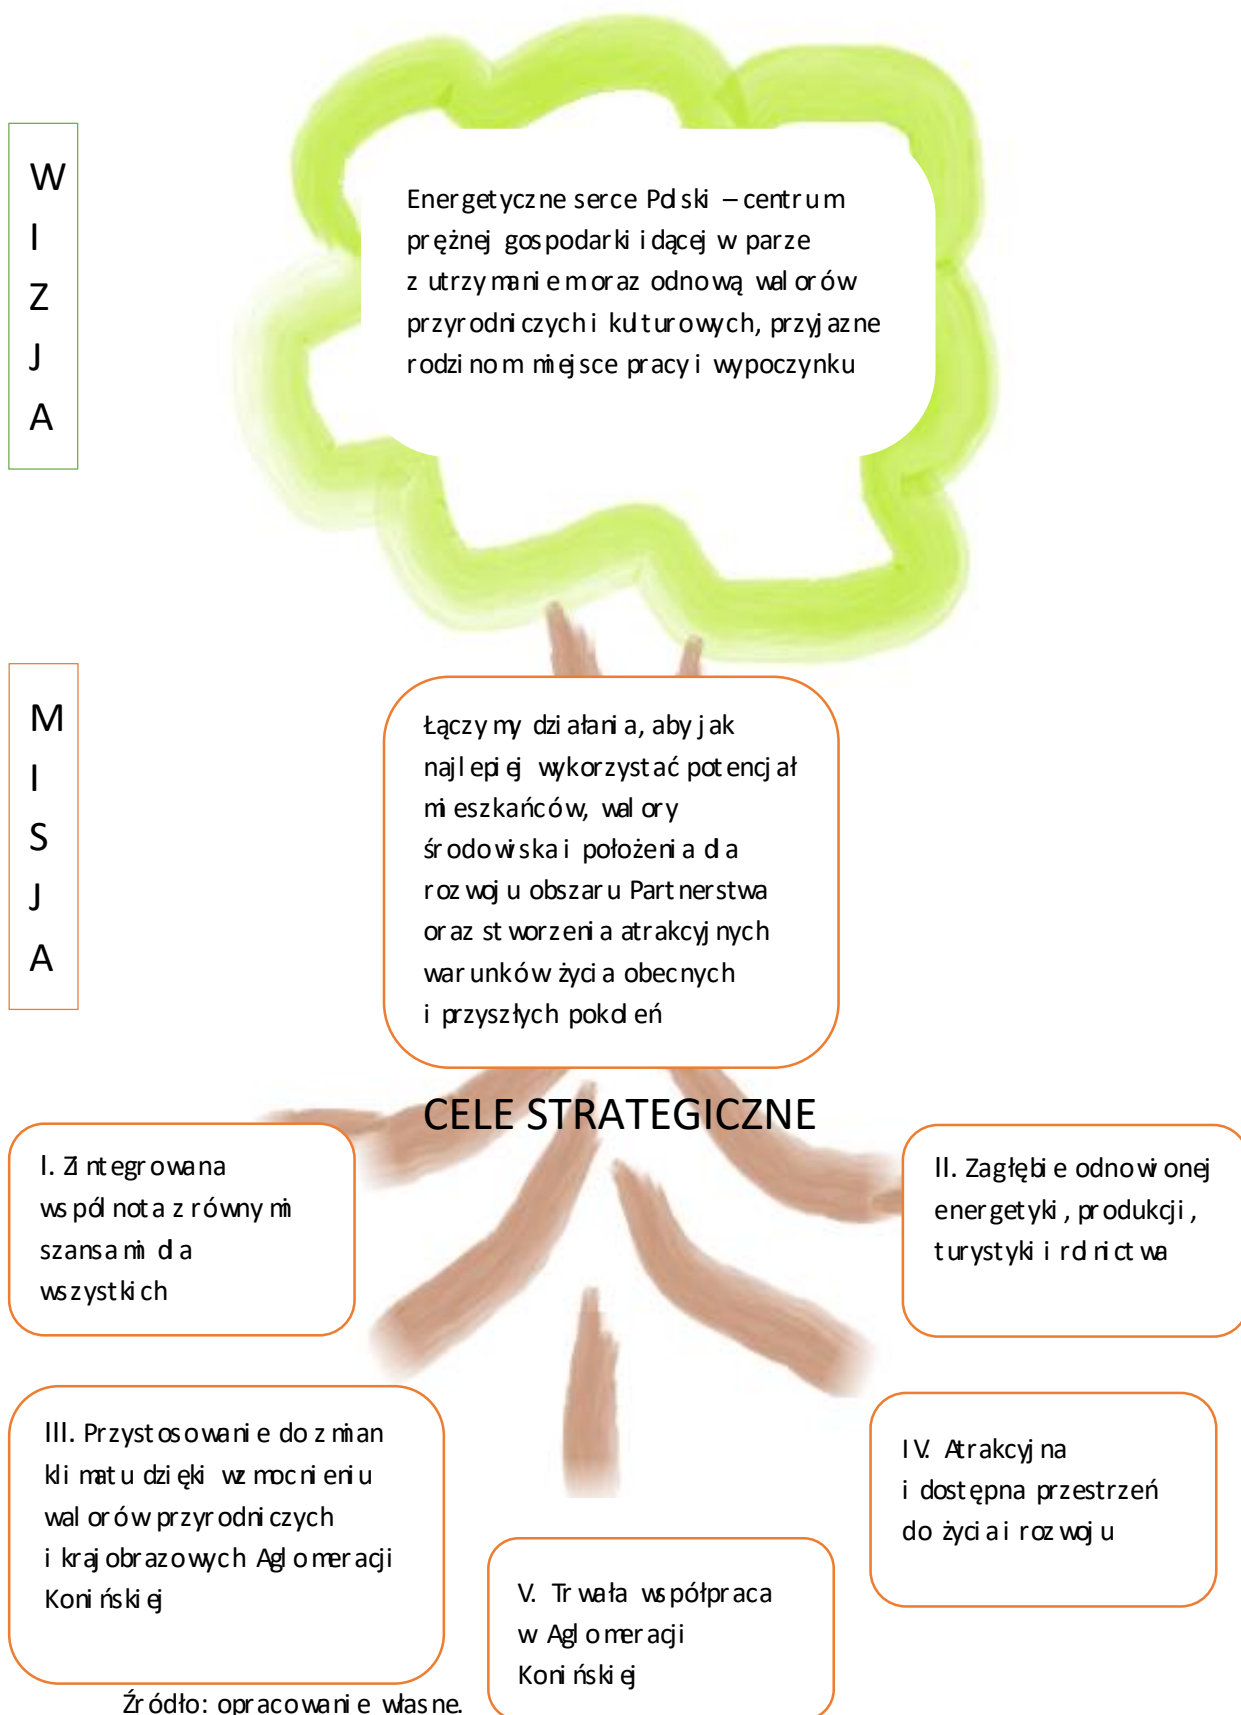 WIZJA
Energetyczne serce Polski – centrum
prężnej gospodarki idącej w parze
z utrzymaniem oraz odnową walorów
przyrodniczych i kulturowych, przyjazne
rodzinom miejsce pracy i wypoczynku
MISJA
Łączymy działania, aby jak
najlepiej wykorzystać potencjał
mieszkańców, walory
środowiska i położenia dla
rozwoju obszaru Partnerstwa
oraz stworzenia atrakcyjnych
warunków życia obecnych
i przyszłych pokoleń
CELE STRATEGICZNE
I. Zintegrowana
wspólnota z równymi
szansami dla
wszystkich
II. Zagłębie odnowionej
energetyki, produkcji,
turystyki i rolnictwa
III. Przystosowanie do zmian
klimatu dzięki wzmocnieniu
walorów przyrodniczych
i krajobrazowych Aglomeracji
Konińskiej
IV. Atrakcyjna
i dostępna przestrzeń
do życia i rozwoju
V. Trwała współpraca
w Aglomeracji
Konińskiej
Źródło: opracowanie własne.